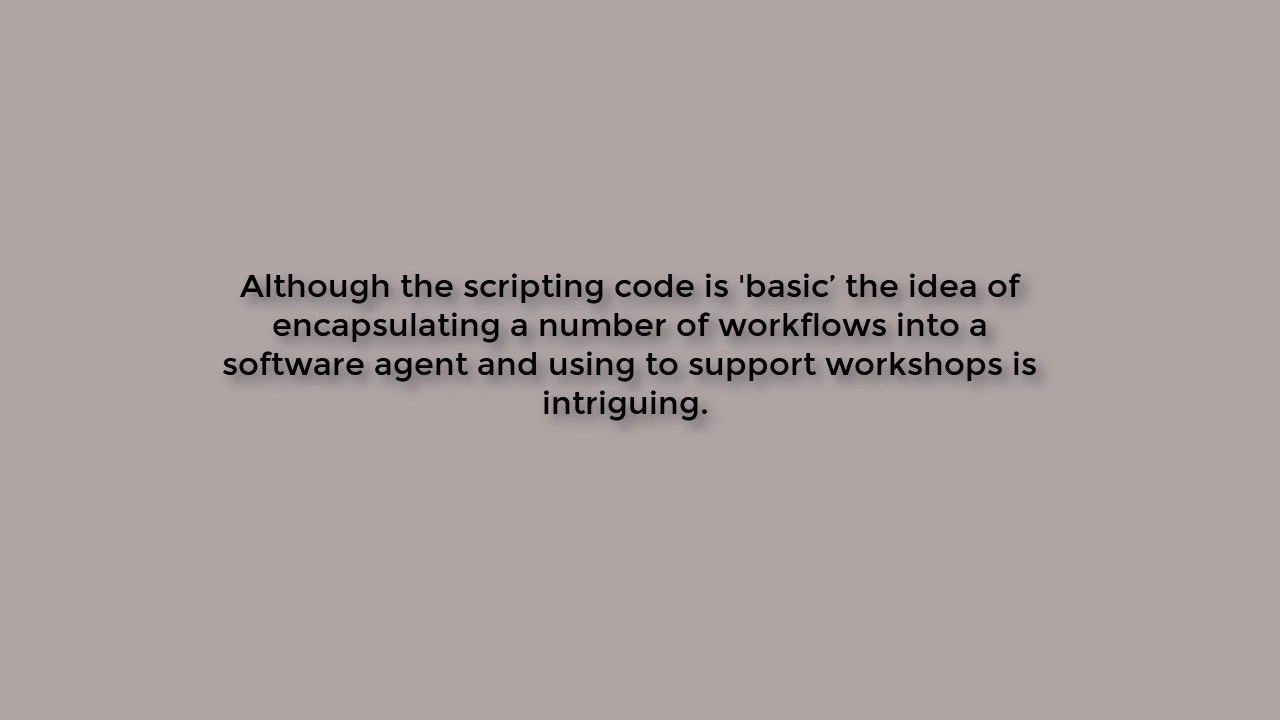 Although the scripting code is 'basic’ the idea of
encapsulating a number of workflows into a
software agent and using to support workshops is
intriguing.